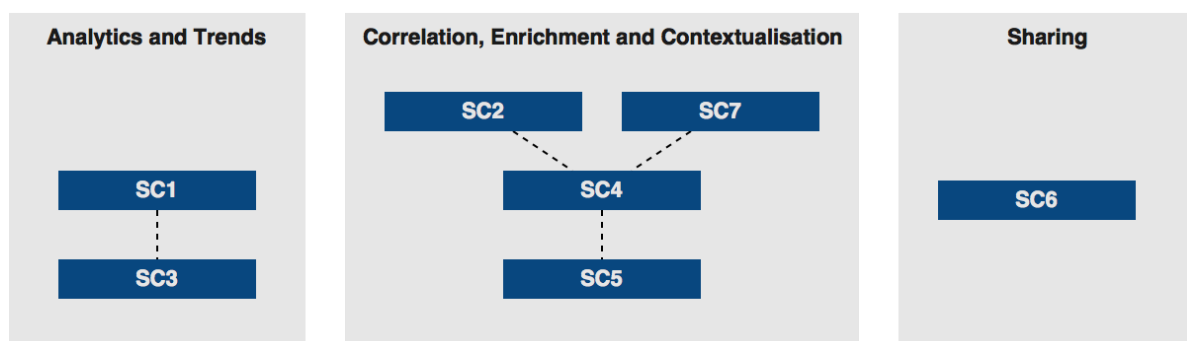 Analytics and Trends
SC1
SC3
Correlation, Enrichment and Contextualisation
SC2
SC7
SC4
SC5
Sharing
SC6